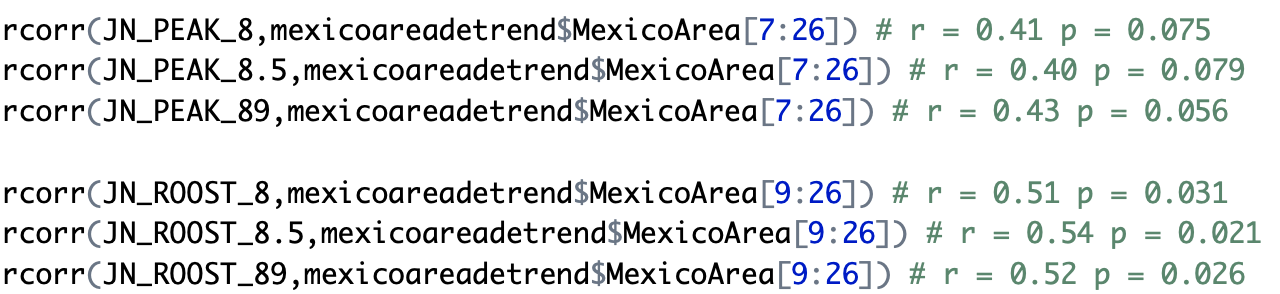 rcorr(JN_PEAK_8,mexicoareadetrend$MexicoArea[7:26]) # r = 0.41 p = 0.075
rcorr(JN_PEAK_8.5,mexicoareadetrend$MexicoArea[7:26]) # r = 0.40 p = 0.079
rcorr(JN_PEAK_89,mexicoareadetrend$MexicoArea[7:26]) # r = 0.43 p = 0.056
rcorr(JN_ROOST_8,mexicoareadetrend$MexicoArea[9:26]) # r = 0.51 p = 0.031
rcorr(JN_ROOST_8.5,mexicoareadetrend$MexicoArea[9:26]) # r = 0.54 p = 0.021
rcorr(JN_ROOST_89,mexicoareadetrend$MexicoArea[9:26]) # r = 0.52 p = 0.026